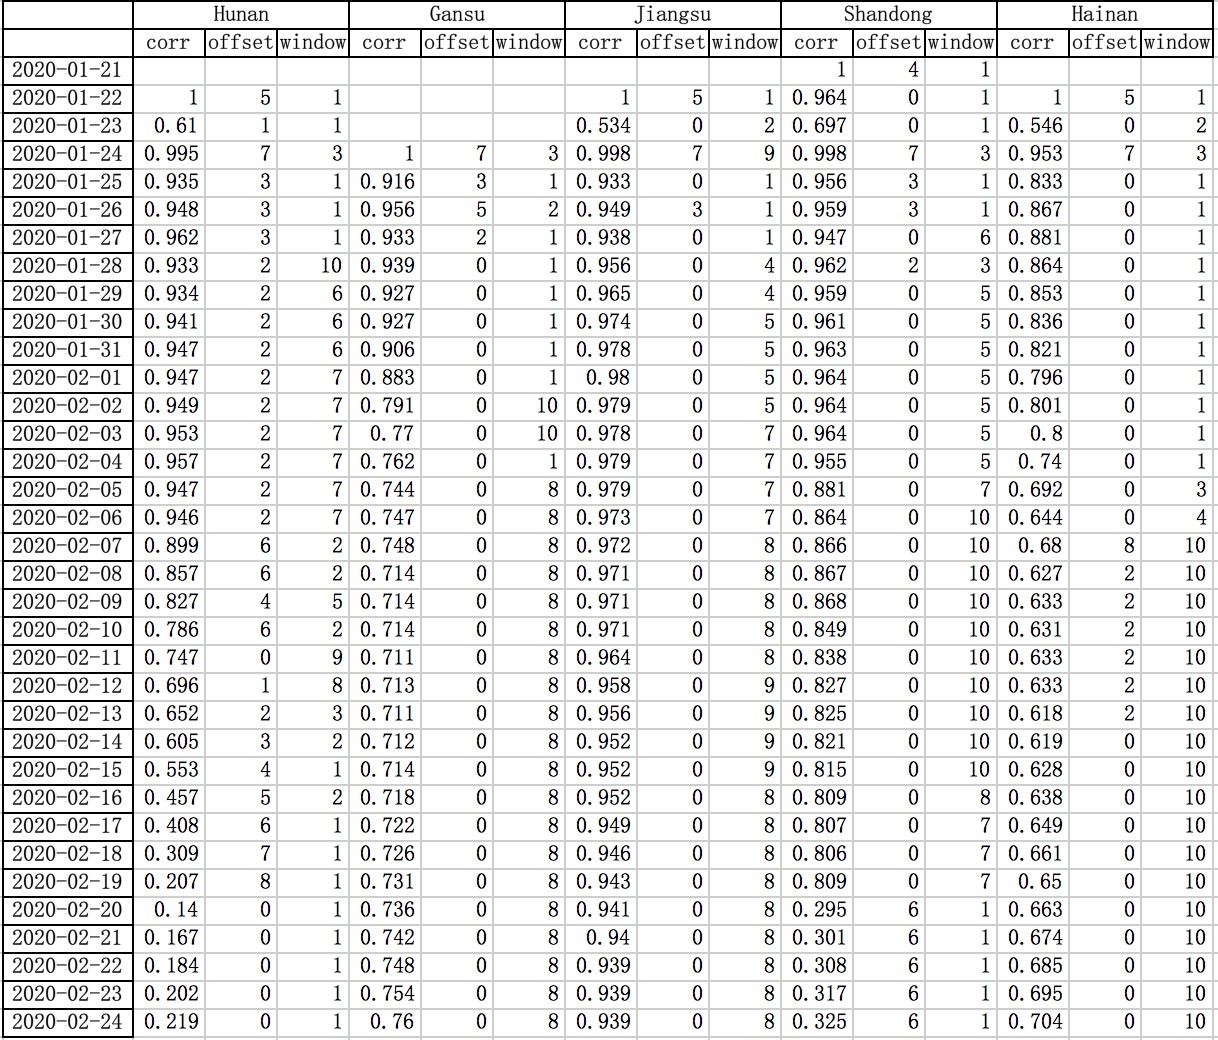 Hunan Gansu Jiangsu Shandong Hainan
corr offset window corr offset window corr offset window corr offset window corr offset window
2020-01-21 1 4 1
2020-01-22 1 5 1 1 5 1 0.964 0 1 1 5 1
2020-01-23 0.61 1 1 0.534 0 2 0.697 0 1 0.546 0 2
2020-01-24 0.995 7 3 1 7 3 0.998 7 9 0.998 7 3 0.953 7 3
2020-01-25 0.935 3 1 0.916 3 1 0.933 0 1 0.956 3 1 0.833 0 1
2020-01-26 0.948 3 1 0.956 5 2 0.949 3 1 0.959 3 1 0.867 0 1
2020-01-27 0.962 3 1 0.933 2 1 0.938 0 1 0.947 0 6 0.881 0 1
2020-01-28 0.933 2 10 0.939 0 1 0.956 0 4 0.962 2 3 0.864 0 1
2020-01-29 0.934 2 6 0.927 0 1 0.965 0 4 0.959 0 5 0.853 0 1
2020-01-30 0.941 2 6 0.927 0 1 0.974 0 5 0.961 0 5 0.836 0 1
2020-01-31 0.947 2 6 0.906 0 1 0.978 0 5 0.963 0 5 0.821 0 1
2020-02-01 0.947 2 7 0.883 0 1 0.98 0 5 0.964 0 5 0.796 0 1
2020-02-02 0.949 2 7 0.791 0 10 0.979 0 5 0.964 0 5 0.801 0 1
2020-02-03 0.953 2 7 0.77 0 10 0.978 0 7 0.964 0 5 0.8 0 1
2020-02-04 0.957 2 7 0.762 0 1 0.979 0 7 0.955 0 5 0.74 0 1
2020-02-05 0.947 2 7 0.744 0 8 0.979 0 7 0.881 0 7 0.692 0 3
2020-02-06 0.946 2 7 0.747 0 8 0.973 0 7 0.864 0 10 0.644 0 4
2020-02-07 0.899 6 2 0.748 0 8 0.972 0 8 0.866 0 10 0.68 8 10
2020-02-08 0.857 6 2 0.714 0 8 0.971 0 8 0.867 0 10 0.627 2 10
2020-02-09 0.827 4 5 0.714 0 8 0.971 0 8 0.868 0 10 0.633 2 10
2020-02-10 0.786 6 2 0.714 0 8 0.971 0 8 0.849 0 10 0.631 2 10
2020-02-11 0.747 0 9 0.711 0 8 0.964 0 8 0.838 0 10 0.633 2 10
2020-02-12 0.696 1 8 0.713 0 8 0.958 0 9 0.827 0 10 0.633 2 10
2020-02-13 0.652 2 3 0.711 0 8 0.956 0 9 0.825 0 10 0.618 2 10
2020-02-14 0.605 3 2 0.712 0 8 0.952 0 9 0.821 0 10 0.619 0 10
2020-02-15 0.553 4 1 0.714 0 8 0.952 0 9 0.815 0 10 0.628 0 10
2020-02-16 0.457 5 2 0.718 0 8 0.952 0 8 0.809 0 8 0.638 0 10
2020-02-17 0.408 6 1 0.722 0 8 0.949 0 8 0.807 0 7 0.649 0 10
2020-02-18 0.309 7 1 0.726 0 8 0.946 0 8 0.806 0 7 0.661 0 10
2020-02-19 0.207 8 1 0.731 0 8 0.943 0 8 0.809 0 7 0.65 0 10
2020-02-20 0.14 0 1 0.736 0 8 0.941 0 8 0.295 6 1 0.663 0 10
2020-02-21 0.167 0 1 0.742 0 8 0.94 0 8 0.301 6 1 0.674 0 10
2020-02-22 0.184 0 1 0.748 0 8 0.939 0 8 0.308 6 1 0.685 0 10
2020-02-23 0.202 0 1 0.754 0 8 0.939 0 8 0.317 6 1 0.695 0 10
2020-02-24 0.219 0 1 0.76 0 8 0.939 0 8 0.325 6 1 0.704 0 10